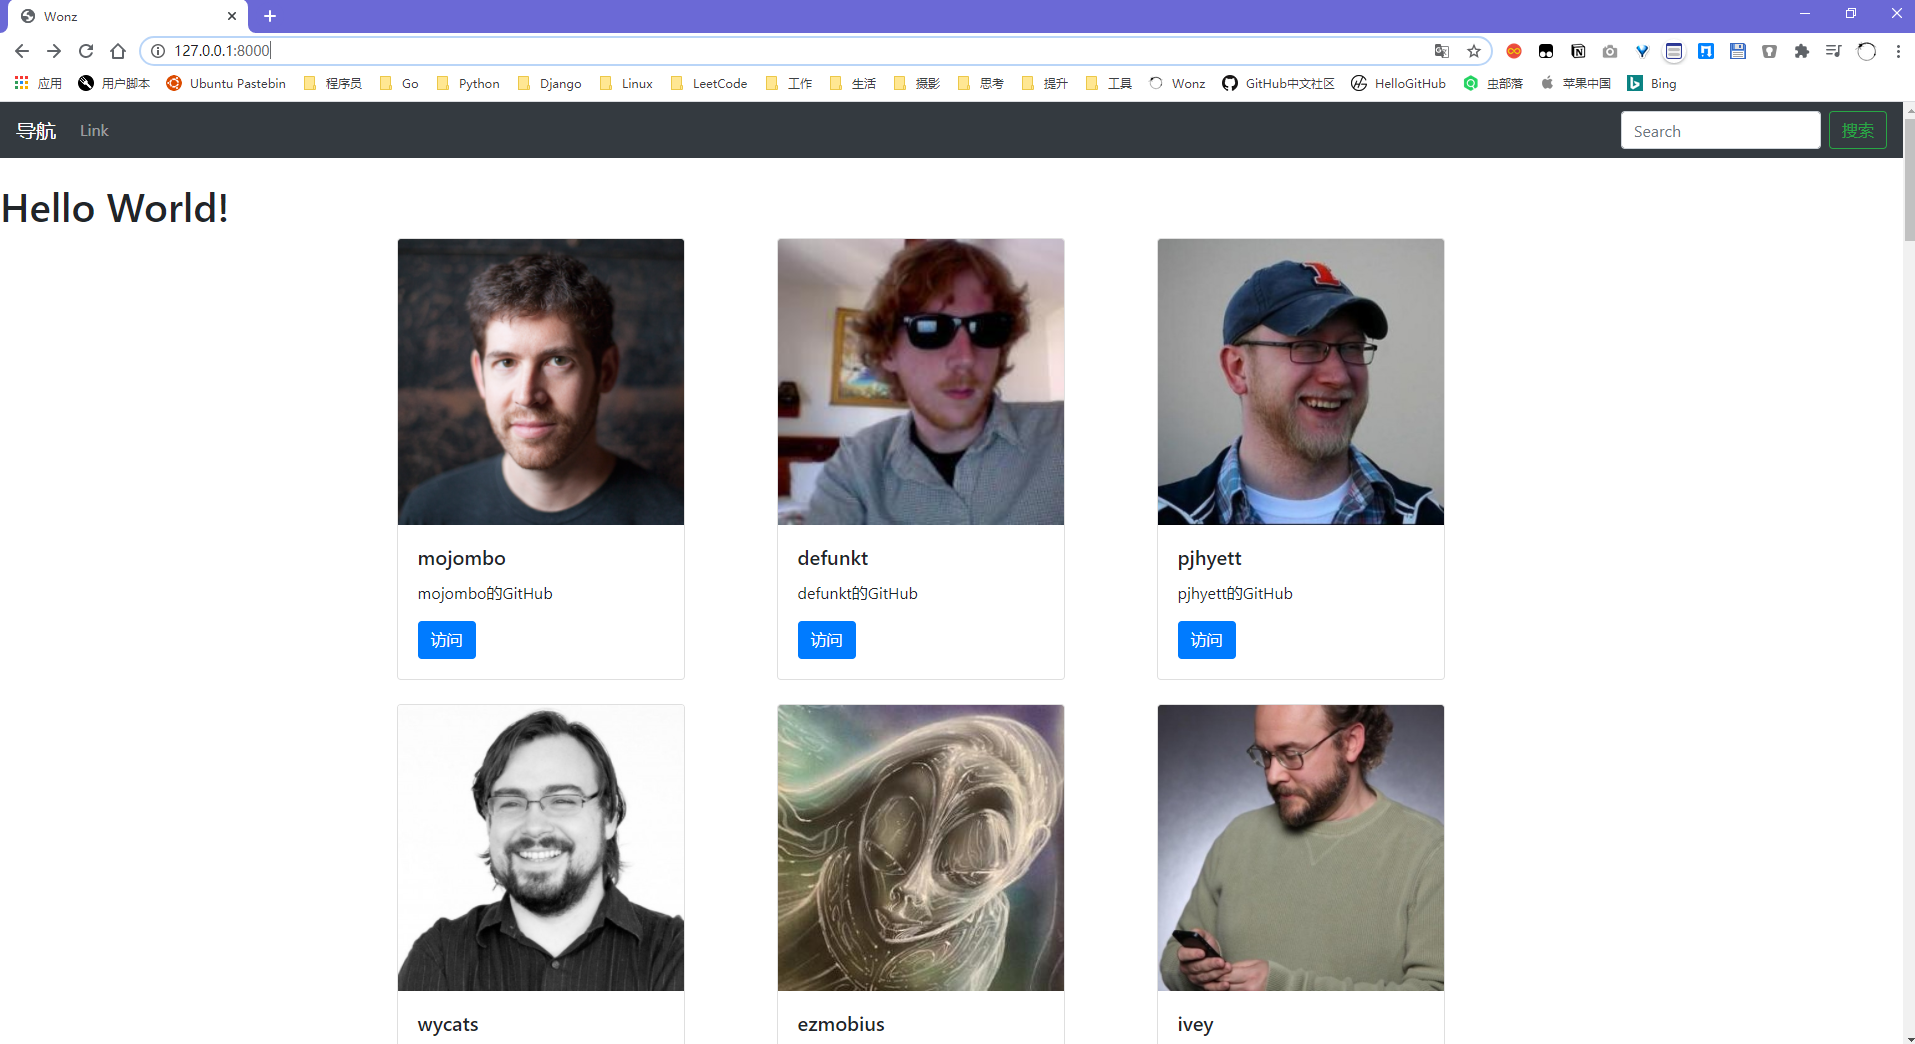 Wonz
127.0.0.1:8000
应用 用户脚本 Ubuntu Pastebin 程序员 Go Python Django Linux LeetCode 工作 生活 摄影 思考 提升 工具 Wonz GitHub中文社区 HelloGitHub 虫部落 苹果中国 Bing
导航 Link Search 搜索
Hello World!
mojombo defunkt pjhyett
mojombo的GitHub defunkt的GitHub pjhyett的GitHub
访问 访问 访问
wycats ezmobius ivey